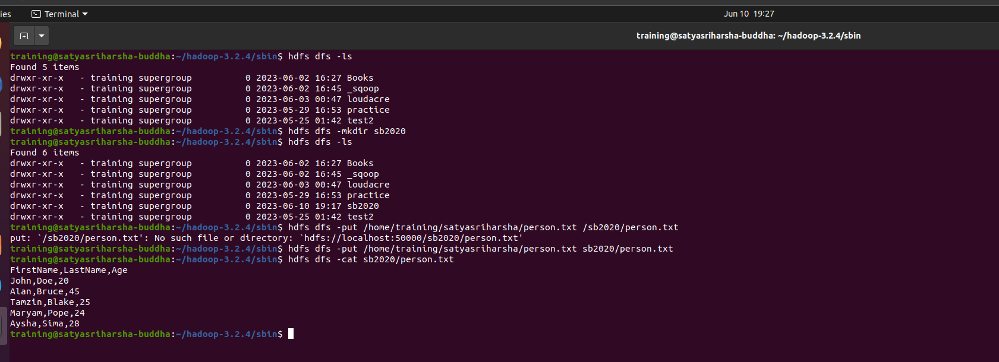 ies Terminal Jun 10 19:27
training@satyasriharsha-buddha: ~/hadoop-3.2.4/sbin
training@satyasriharsha-buddha:~/hadoop-3.2.4/sbin$ hdfs dfs -ls
Found 5 items
drwxr-xr-x   - training supergroup          0 2023-06-02 16:27 Books
drwxr-xr-x   - training supergroup          0 2023-06-02 16:45 _sqoop
drwxr-xr-x   - training supergroup          0 2023-06-03 00:47 loudacre
drwxr-xr-x   - training supergroup          0 2023-05-29 16:53 practice
drwxr-xr-x   - training supergroup          0 2023-05-25 01:42 test2
training@satyasriharsha-buddha:~/hadoop-3.2.4/sbin$ hdfs dfs -mkdir sb2020
training@satyasriharsha-buddha:~/hadoop-3.2.4/sbin$ hdfs dfs -ls
Found 6 items
drwxr-xr-x   - training supergroup          0 2023-06-02 16:27 Books
drwxr-xr-x   - training supergroup          0 2023-06-02 16:45 _sqoop
drwxr-xr-x   - training supergroup          0 2023-06-03 00:47 loudacre
drwxr-xr-x   - training supergroup          0 2023-05-29 16:53 practice
drwxr-xr-x   - training supergroup          0 2023-06-10 19:17 sb2020
drwxr-xr-x   - training supergroup          0 2023-05-25 01:42 test2
training@satyasriharsha-buddha:~/hadoop-3.2.4/sbin$ hdfs dfs -put /home/training/satyasriharsha/person.txt /sb2020/person.txt
put: `/sb2020/person.txt': No such file or directory: `hdfs://localhost:50000/sb2020/person.txt'
training@satyasriharsha-buddha:~/hadoop-3.2.4/sbin$ hdfs dfs -put /home/training/satyasriharsha/person.txt sb2020/person.txt
training@satyasriharsha-buddha:~/hadoop-3.2.4/sbin$ hdfs dfs -cat sb2020/person.txt
FirstName,LastName,Age
John,Doe,20
Alan,Bruce,45
Tamzin,Blake,25
Maryam,Pope,24
Aysha,Sima,28
training@satyasriharsha-buddha:~/hadoop-3.2.4/sbin$